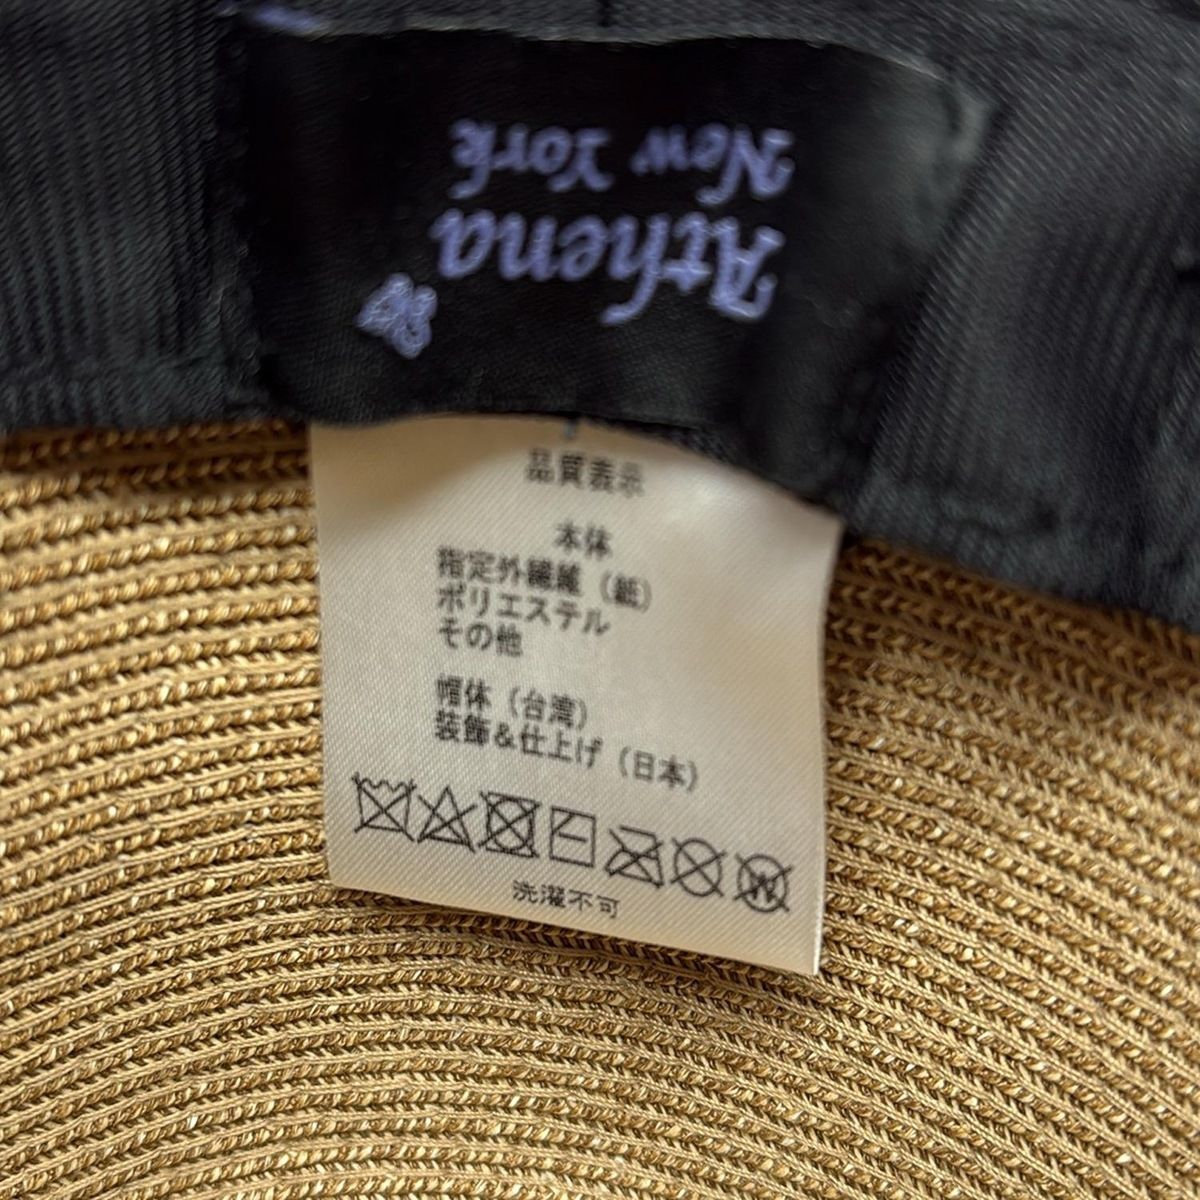 Athena
New York
品質表示
本体
指定外繊維（紙）
ポリエステル
その他
帽体（台湾）
装飾&仕上げ（日本）
W
洗濯不可